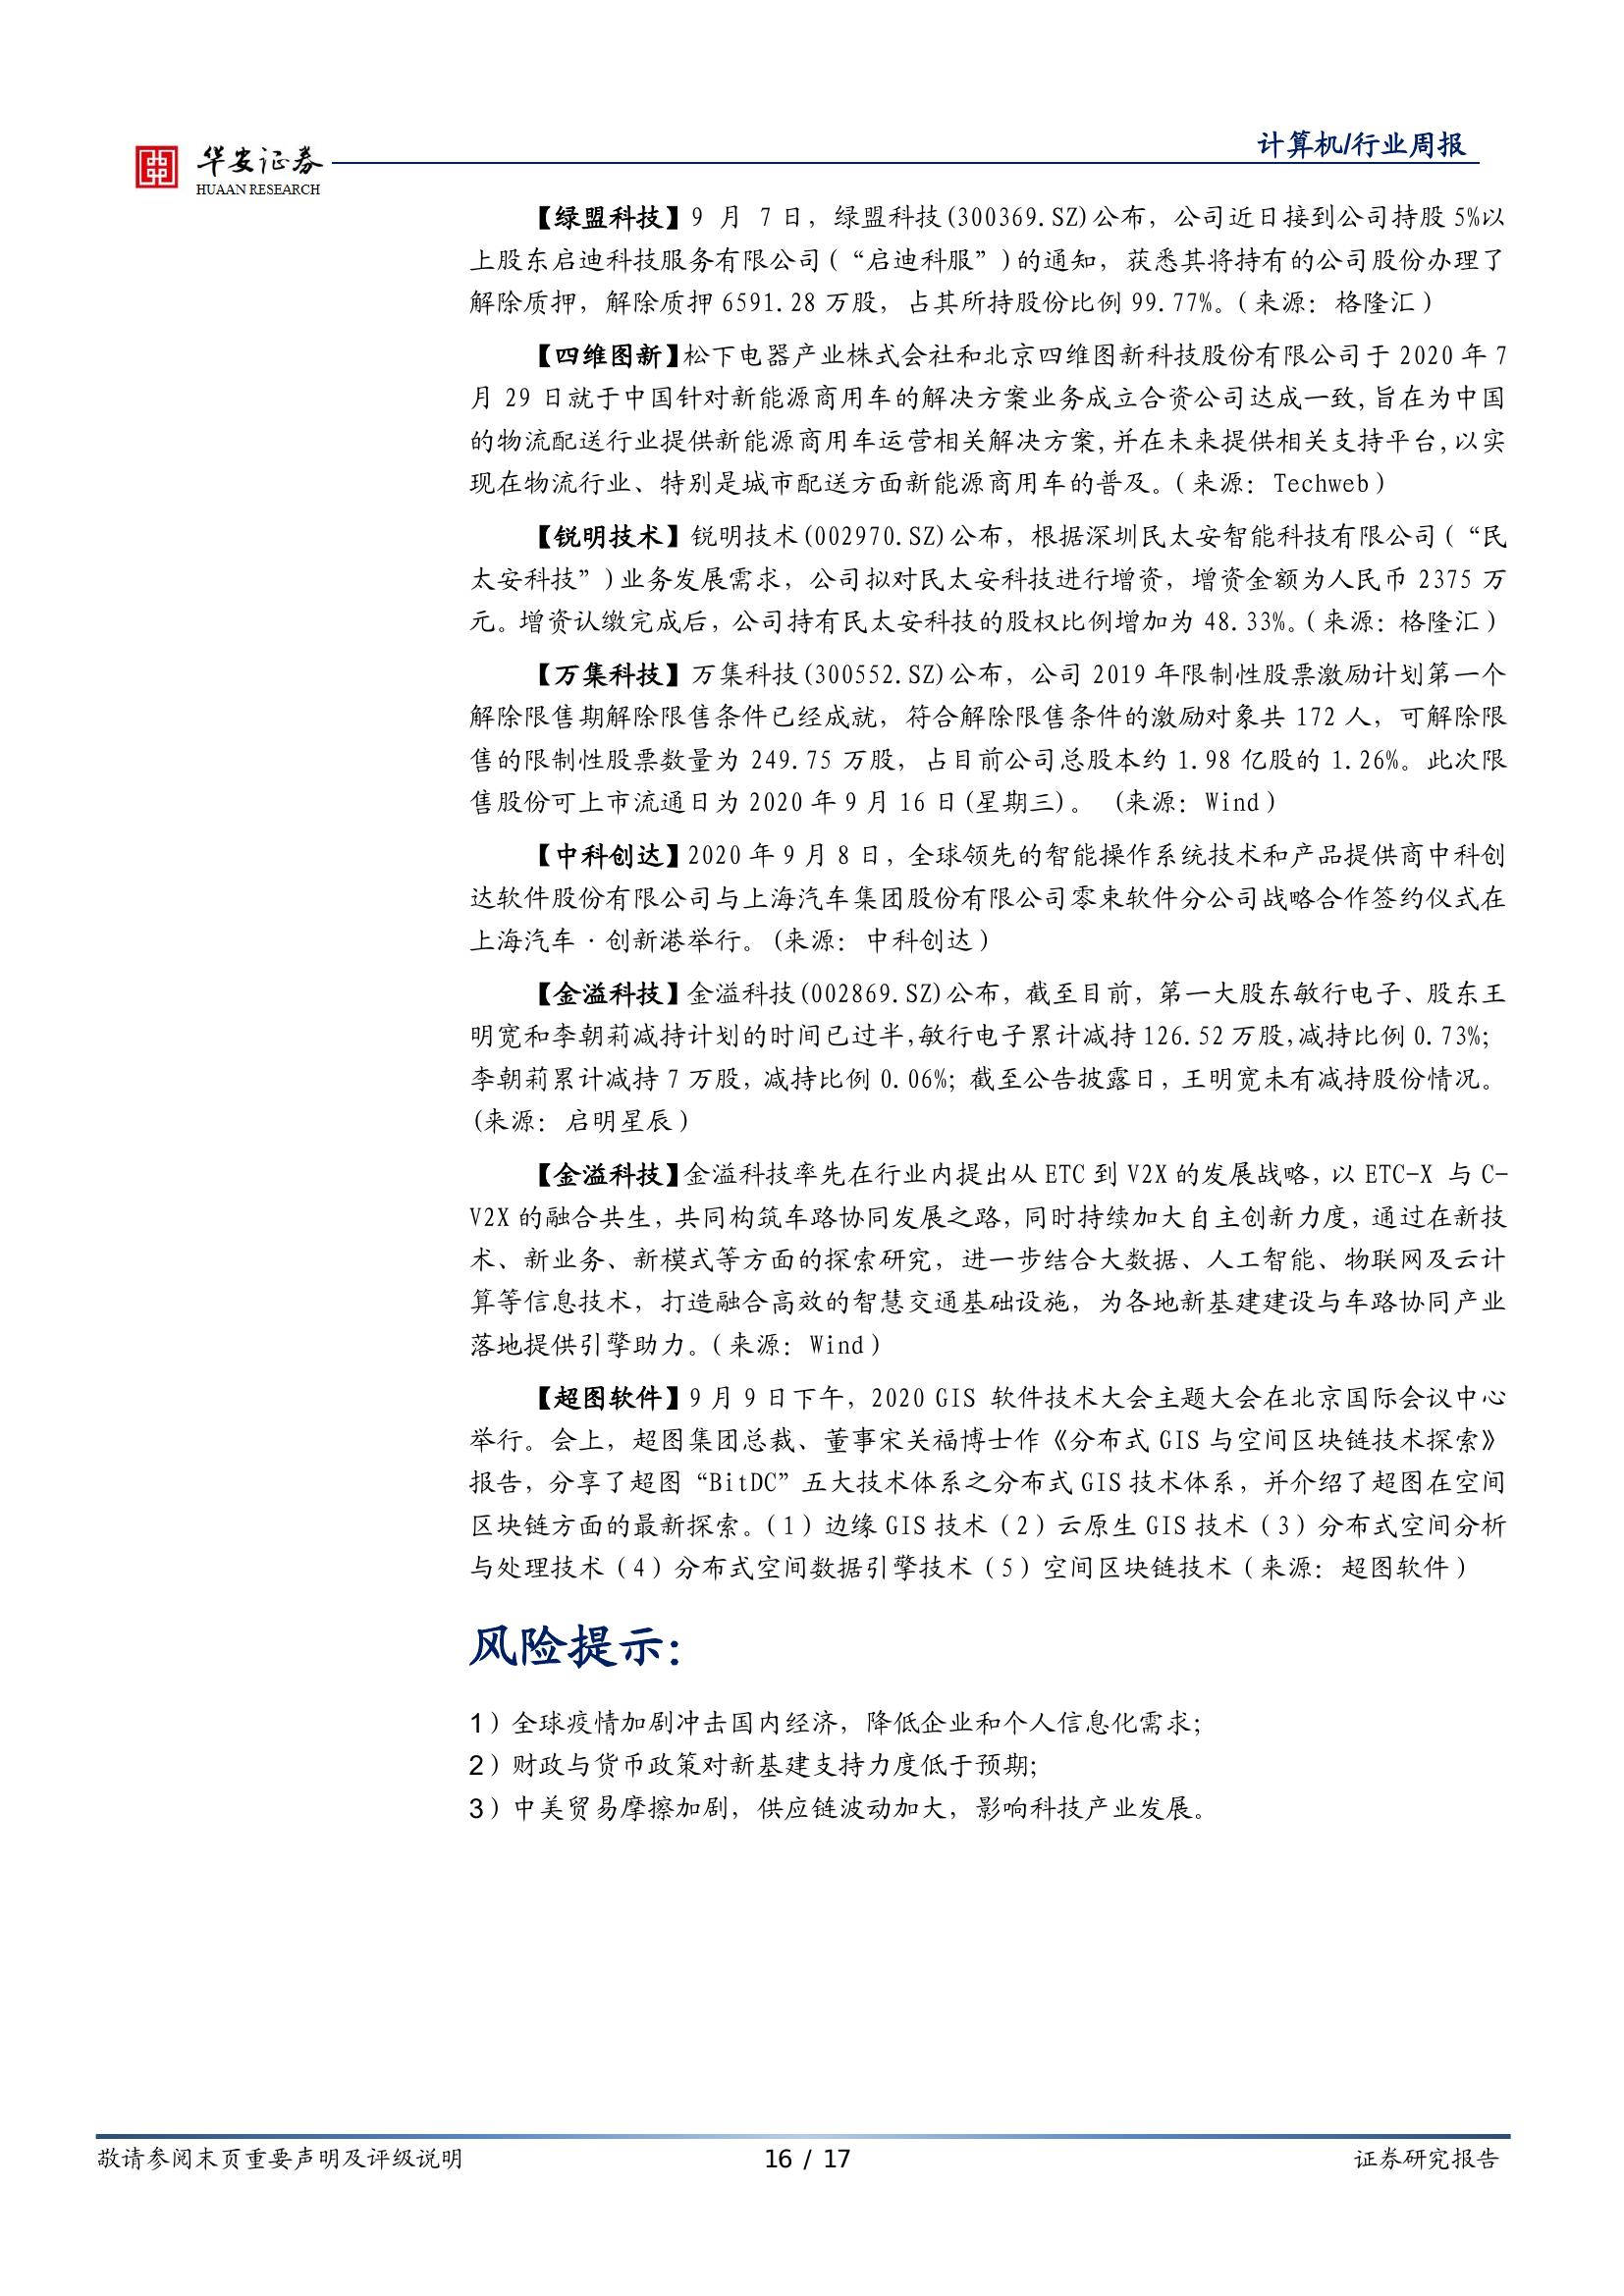 华安证券
HUAAN RESEARCH
计算机/行业周报
【绿盟科技】9 月 7 日，绿盟科技(300369.SZ)公布，公司近日接到公司持股 5%以
上股东启迪科技服务有限公司(“启迪科服”)的通知，获悉其将持有的公司股份办理了
解除质押，解除质押 6591.28 万股，占其所持股份比例 99.77%。（来源：格隆汇）
【四维图新】松下电器产业株式会社和北京四维图新科技股份有限公司于 2020 年 7
月 29 日就于中国针对新能源商用车的解决方案业务成立合资公司达成一致，旨在为中国
的物流配送行业提供新能源商用车运营相关解决方案，并在未来提供相关支持平台，以实
现在物流行业、特别是城市配送方面新能源商用车的普及。（来源：Techweb）
【锐明技术】锐明技术(002970.SZ)公布，根据深圳民太安智能科技有限公司(“民
太安科技”)业务发展需求，公司拟对民太安科技进行增资，增资金额为人民币 2375 万
元。增资认缴完成后，公司持有民太安科技的股权比例增加为 48.33%。（来源：格隆汇）
【万集科技】万集科技(300552.SZ)公布，公司 2019 年限制性股票激励计划第一个
解除限售期解除限售条件已经成就，符合解除限售条件的激励对象共 172 人，可解除限
售的限制性股票数量为 249.75 万股，占目前公司总股本约 1.98 亿股的 1.26%。此次限
售股份可上市流通日为 2020 年 9 月 16 日(星期三)。 (来源：Wind）
【中科创达】2020 年 9 月 8 日，全球领先的智能操作系统技术和产品提供商中科创
达软件股份有限公司与上海汽车集团股份有限公司零束软件分公司战略合作签约仪式在
上海汽车·创新港举行。(来源：中科创达）
【金溢科技】金溢科技(002869.SZ)公布，截至目前，第一大股东敏行电子、股东王
明宽和李朝莉减持计划的时间已过半，敏行电子累计减持 126.52 万股，减持比例 0.73%；
李朝莉累计减持 7 万股，减持比例 0.06%；截至公告披露日，王明宽未有减持股份情况。
(来源：启明星辰）
【金溢科技】金溢科技率先在行业内提出从 ETC 到 V2X 的发展战略，以 ETC-X 与 C-
V2X 的融合共生，共同构筑车路协同发展之路，同时持续加大自主创新力度，通过在新技
术、新业务、新模式等方面的探索研究，进一步结合大数据、人工智能、物联网及云计
算等信息技术，打造融合高效的智慧交通基础设施，为各地新基建建设与车路协同产业
落地提供引擎助力。（来源：Wind）
【超图软件】9 月 9 日下午，2020 GIS 软件技术大会主题大会在北京国际会议中心
举行。会上，超图集团总裁、董事宋关福博士作《分布式 GIS 与空间区块链技术探索》
报告，分享了超图“BitDC”五大技术体系之分布式 GIS 技术体系，并介绍了超图在空间
区块链方面的最新探索。（1）边缘 GIS 技术（2）云原生 GIS 技术（3）分布式空间分析
与处理技术（4）分布式空间数据引擎技术（5）空间区块链技术（来源：超图软件）
风险提示：
1）全球疫情加剧冲击国内经济，降低企业和个人信息化需求；
2）财政与货币政策对新基建支持力度低于预期；
3）中美贸易摩擦加剧，供应链波动加大，影响科技产业发展。
敬请参阅末页重要声明及评级说明
16 / 17
证券研究报告